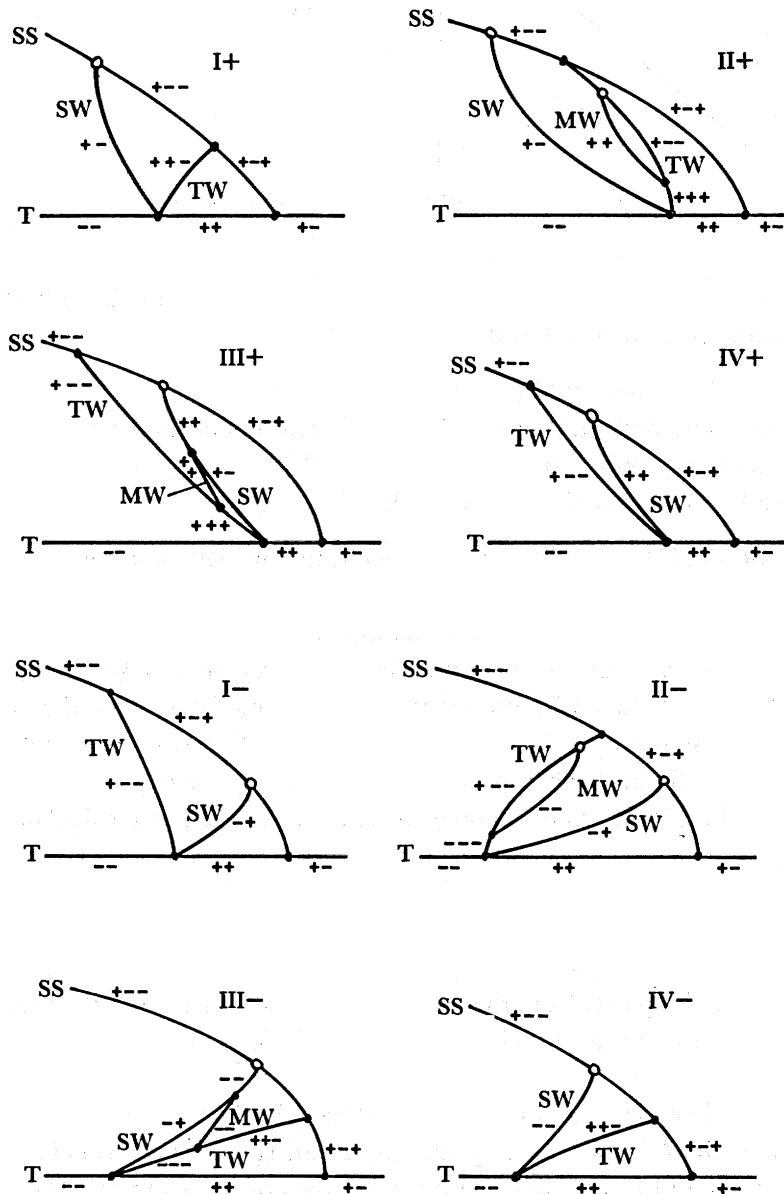 SS I+
+--
SW
+- ++- +-+
TW
T
-- ++ +-
SS +-- II+
+-+
SW MW
+- ++ +-- TW
+++
T
-- ++ +-
+--
SS III+
+-- +-+
TW ++
+
+ +- SW
MW
+++
T
-- ++ +-
+-- IV+
SS
TW +-+
+-- ++
SW
T
-- ++ +-
SS +-- I-
+-+
TW
+-- SW -+
T
-- ++ +-
SS +-- II-
TW +-+
+-- MW
--
--- -+ SW
T
-- ++ +-
SS +-- III-
--
-+ MW
SW -- ++-
--- TW +-+
T
-- ++ +-
SS +-- IV-
SW
-- ++-
TW +-+
T
-- ++ +-